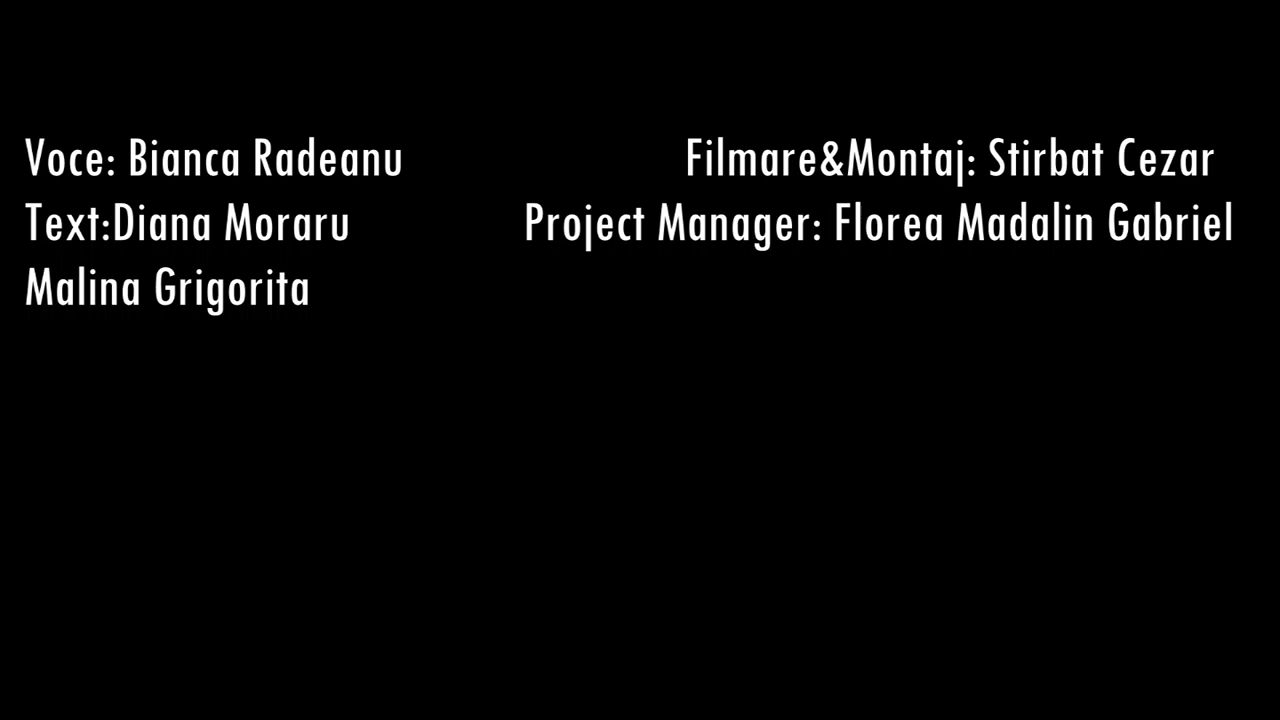 Voce: Bianca Radeanu
Text:Diana Moraru
Malina Grigorita
Filmare&Montaj: Stirbat Cezar
Project Manager: Florea Madalin Gabriel